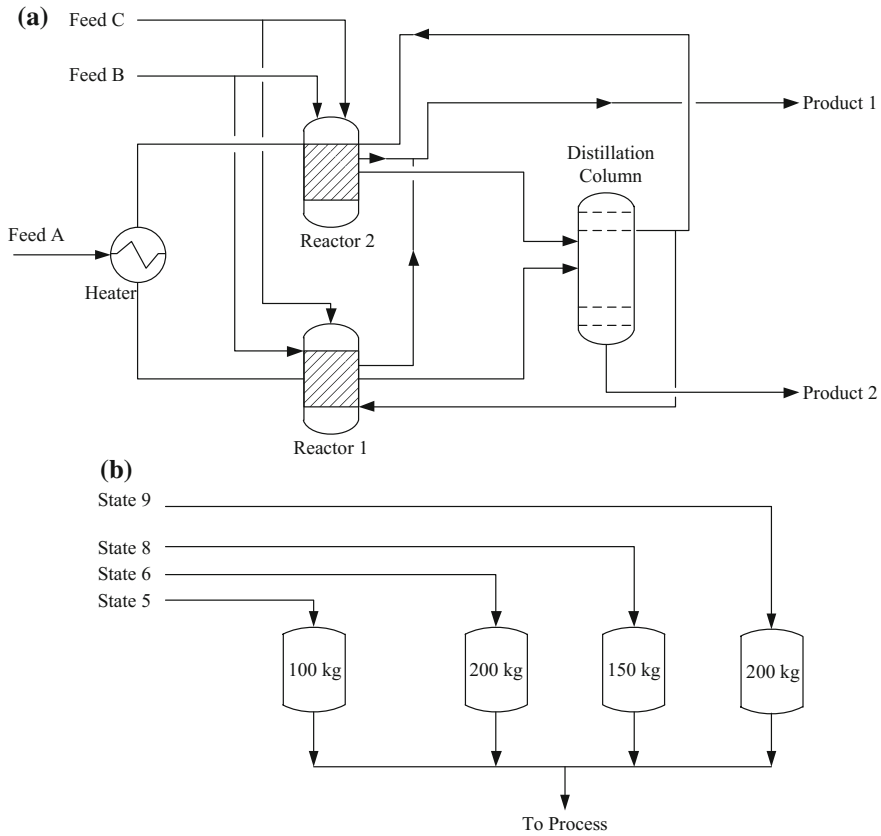 (a)
Feed C
Feed B
Product 1
Distillation
Column
Feed A
Reactor 2
Heater
Product 2
Reactor 1
(b)
State 9
State 8
State 6
State 5
100 kg
200 kg
150 kg
200 kg
To Process